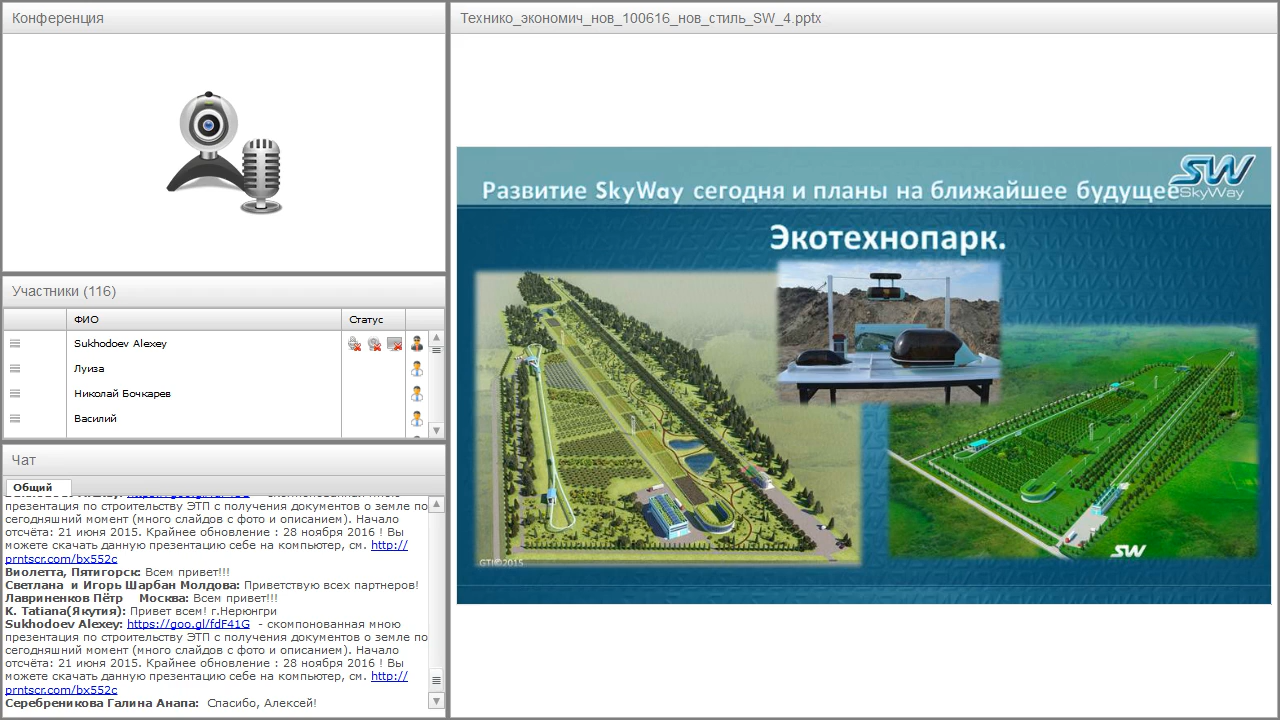 Конференция
Участники (116)
ФИО
Статус
Sukhodoev Alexey
Луиза
Николай Бочкарев
Василий
Чат
Общий
презентация по строительству ЭТП с получения документов о земле по
сегодняшний момент (много слайдов с фото и описанием). Начало
отсчёта: 21 июня 2015. Крайнее обновление : 28 ноября 2016 ! Вы
можете скачать данную презентацию себе на компьютер, см. http://
prntscr.com/bx552c
Виолетта, Пятигорск: Всем привет!!!
Светлана и Игорь Шарбан Молдова: Приветствую всех партнеров!
Лавриненков Пётр Москва: Всем привет!!!
K. Tatiana(Якутия): Привет всем! г.Нерюнгри
Sukhodoev Alexey: https://goo.gl/fdF41G - скомпонованная мною
презентация по строительству ЭТП с получения документов о земле по
сегодняшний момент (много слайдов с фото и описанием). Начало
отсчёта: 21 июня 2015. Крайнее обновление : 28 ноября 2016 ! Вы
можете скачать данную презентацию себе на компьютер, см. http://
prntscr.com/bx552c
Серебреникова Галина Анапа: Спасибо, Алексей!
Технико_экономич_нов_100616_нов_стиль_SW_4.pptx
SW
SkyWay
Развитие SkyWay сегодня и планы на ближайшее будущее
Экотехнопарк.
GTI©2015
SW